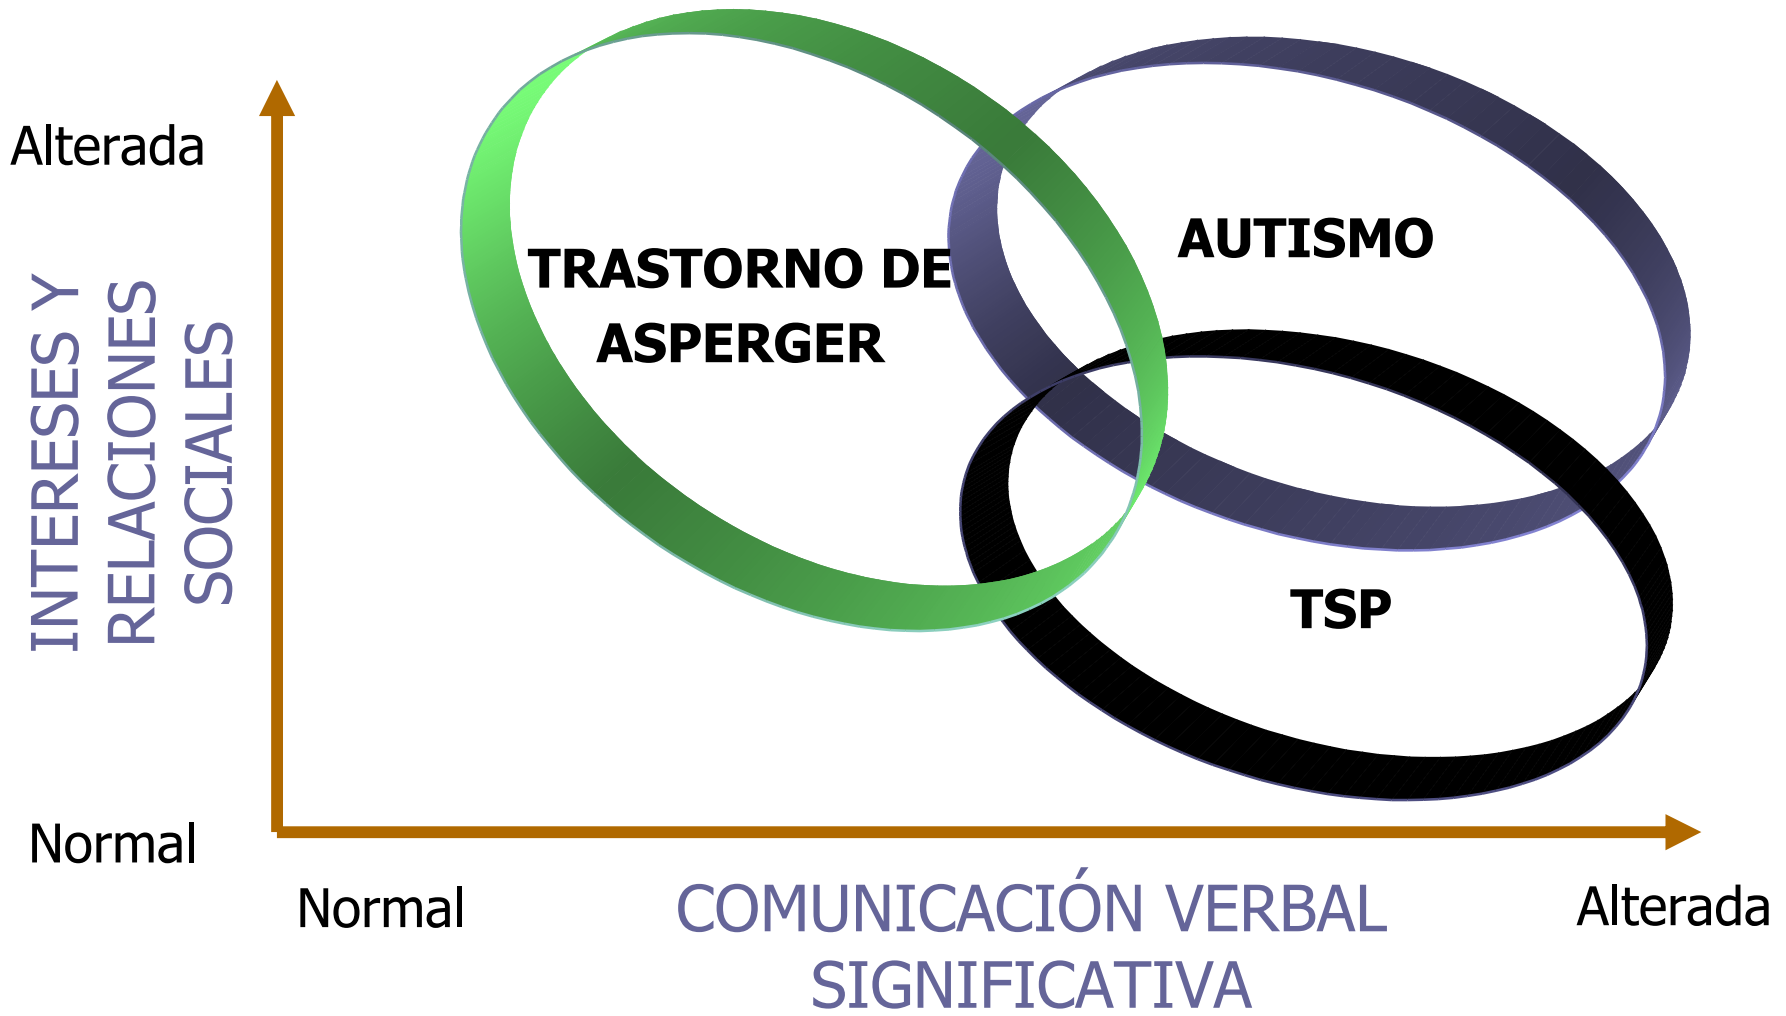 Alterada
INTERESES Y
RELACIONES
SOCIALES
Normal
TRASTORNO DE
ASPERGER
AUTISMO
TSP
Normal
COMUNICACIÓN VERBAL
SIGNIFICATIVA
Alterada